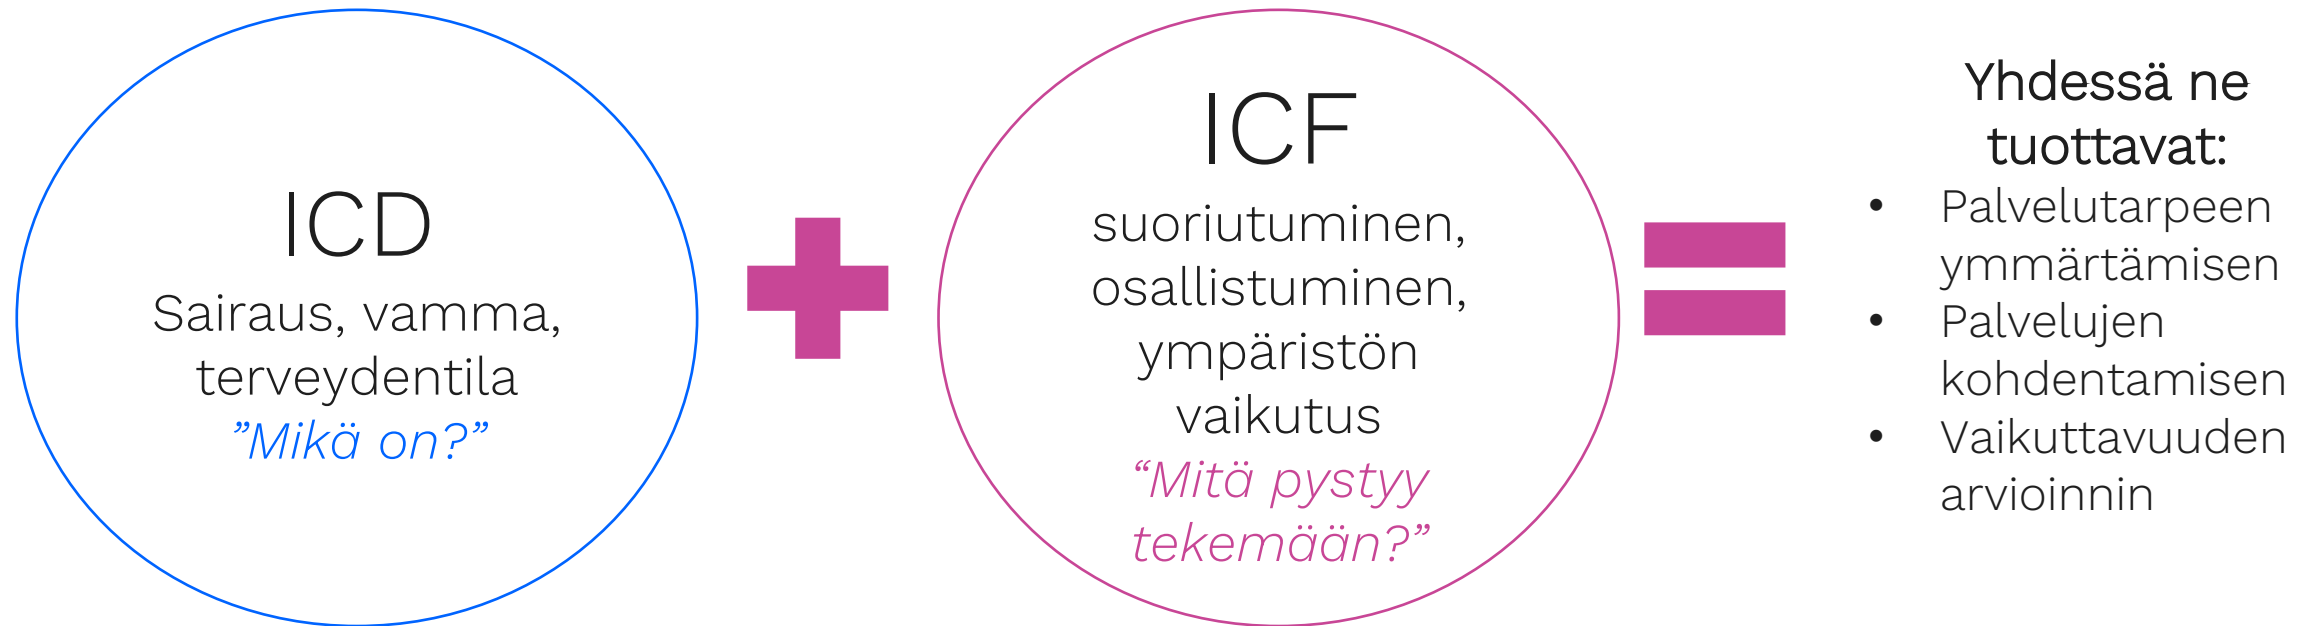 ICD
Sairaus, vamma,
terveydentila
”Mikä on?”
ICF
suoriutuminen,
osallistuminen,
ympäristön
vaikutus
“Mitä pystyy
tekemään?”
Yhdessä ne
tuottavat:
• Palvelutarpeen
ymmärtämisen
• Palvelujen
kohdentamisen
• Vaikuttavuuden
arvioinnin